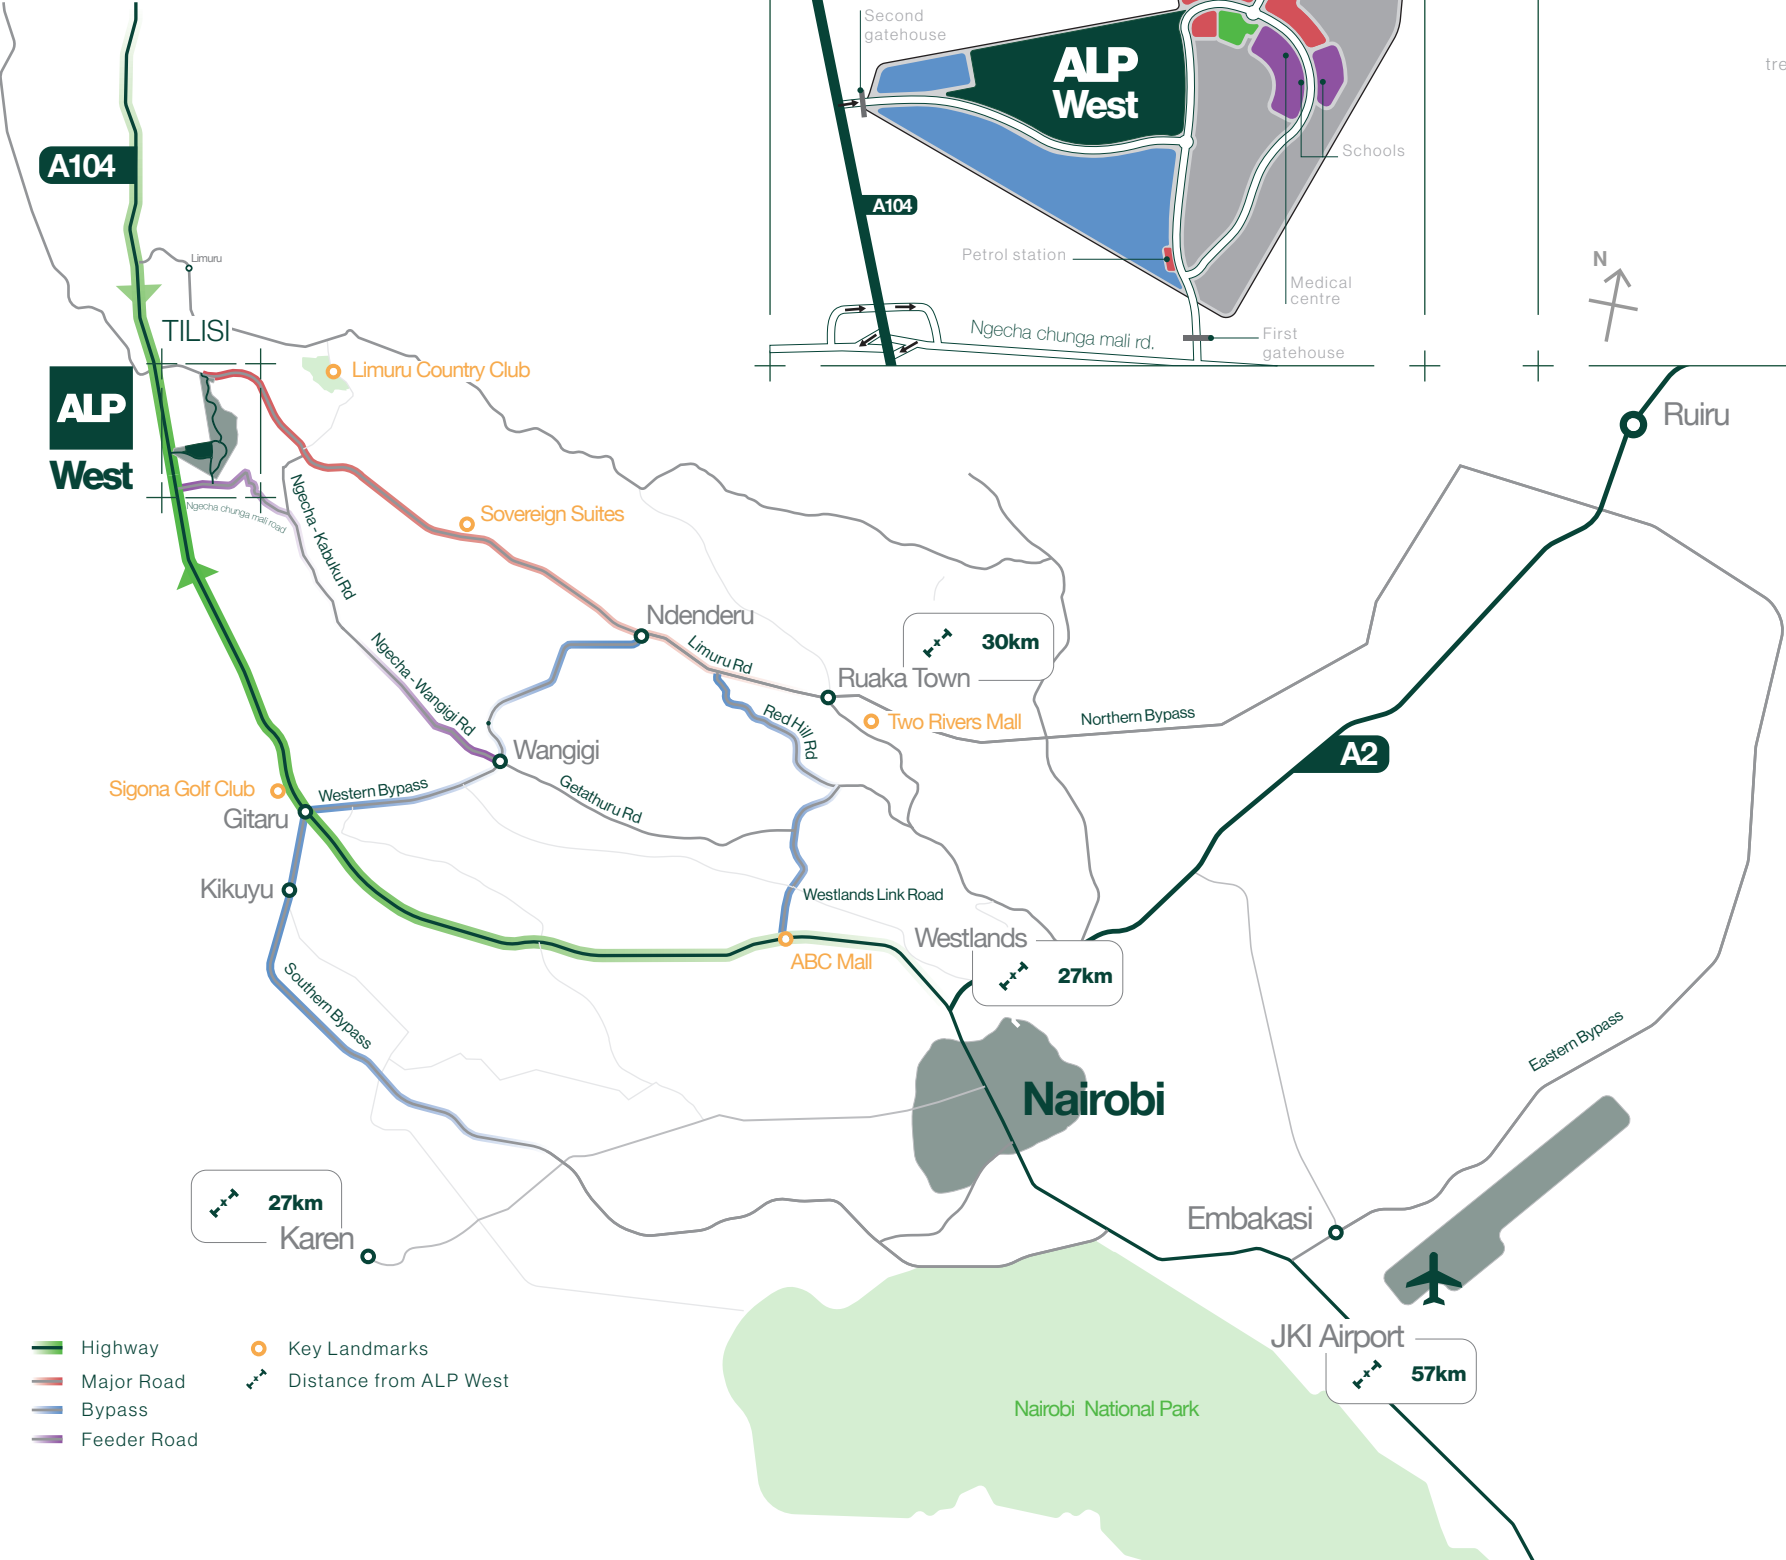 Second
gatehouse
ALP
West
tre
A104
Schools
A104
Petrol station
Medical
centre
N
Limuru
Ngecha chunga mali rd.
First
gatehouse
TILISI
Limuru Country Club
ALP
West
Ruiru
Ngecha chunga mali road
Ngecha - Kabuku Rd
Sovereign Suites
Ndenderu
30km
Limuru Rd
Ruaka Town
Ngecha - Wangigi Rd
Red Hill Rd
Two Rivers Mall
Northern Bypass
Wangigi
A2
Sigona Golf Club
Western Bypass
Getathuru Rd
Gitaru
Kikuyu
Westlands Link Road
Westlands
ABC Mall
27km
Southern Bypass
Eastern Bypass
Nairobi
27km
Karen
Embakasi
JKI Airport
57km
Highway
Key Landmarks
Major Road
Distance from ALP West
Bypass
Feeder Road
Nairobi National Park